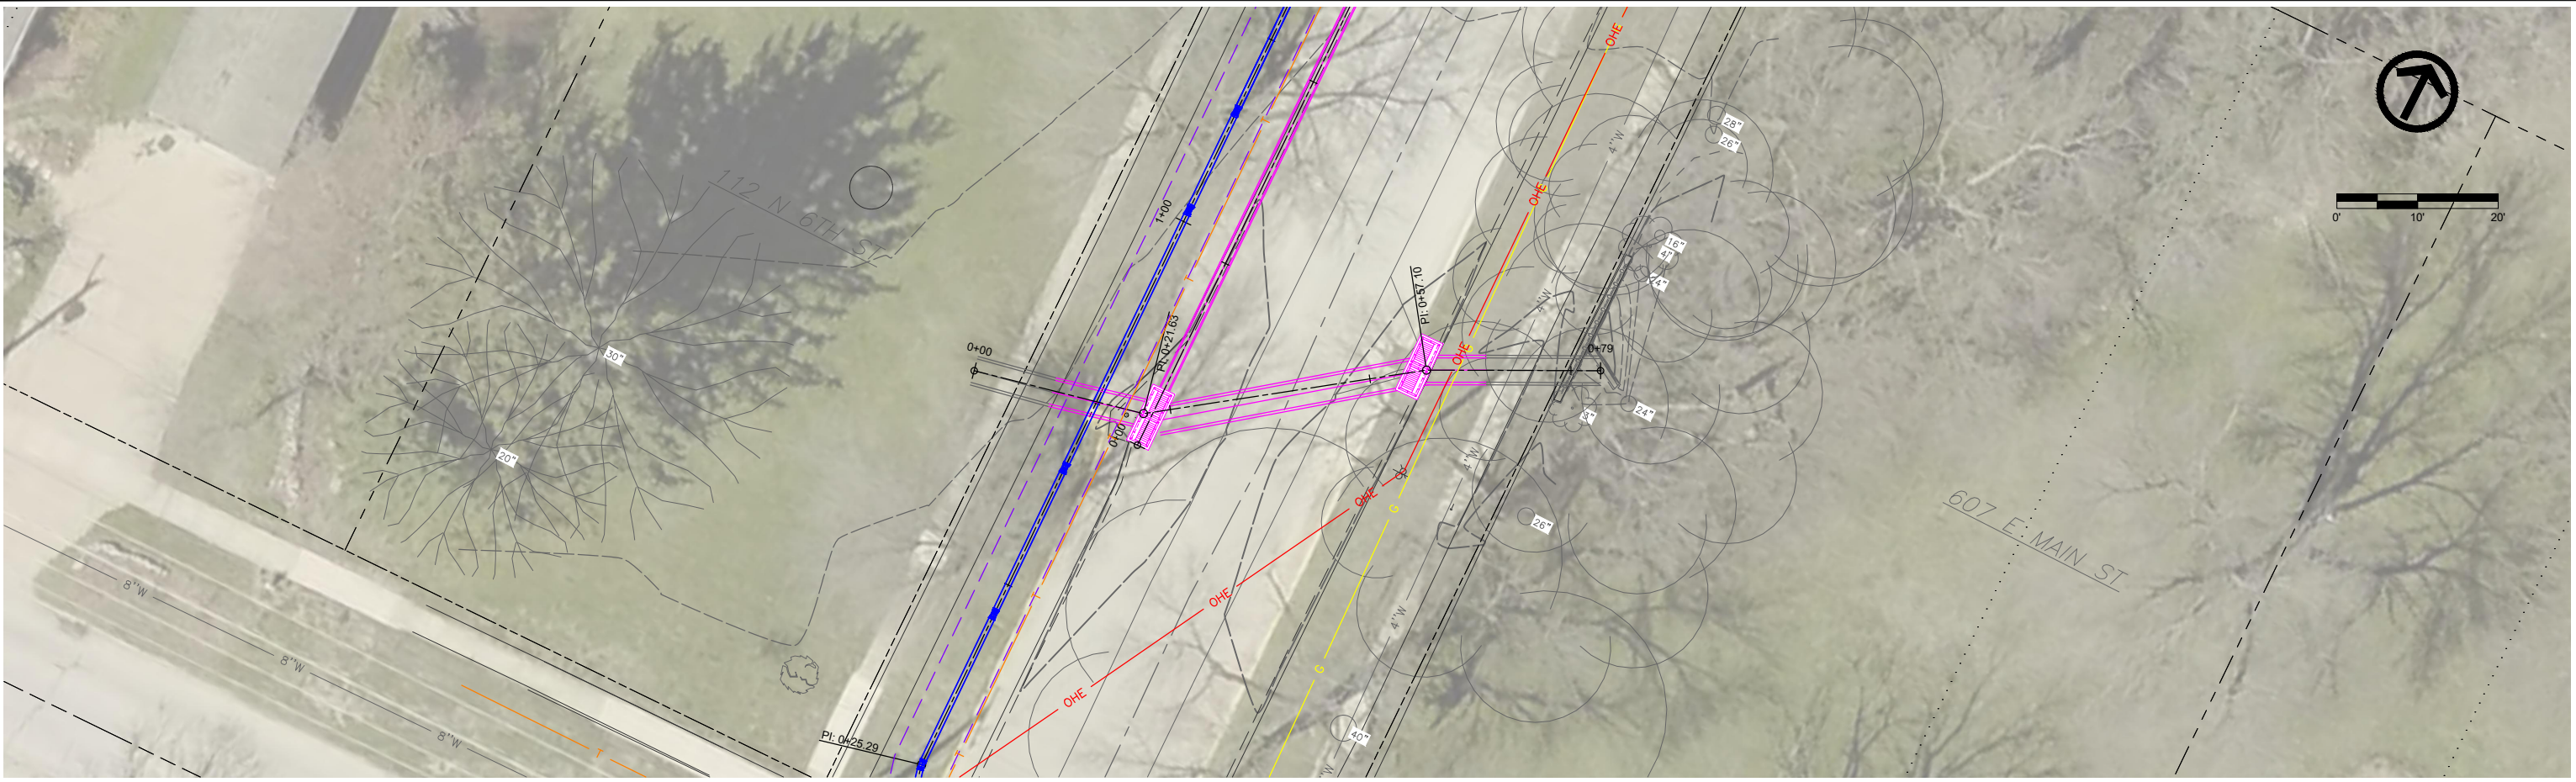 OHE
28"
26"
4"W
112 N 6TH ST
OHE
T
0' 10' 20'
1+00
16"
4"
24"
T
PI: 0+57.10
PI: 0+21.63
0+00
OHE
0+79
30"
24"
3"
0+00
20"
4"W
4"W
OHE
G
26"
607 E. MAIN ST
8"W
OHE
T
4"W
8"W
G
OHE
40"
8"W
PI: 0+25.29
T
T
"W